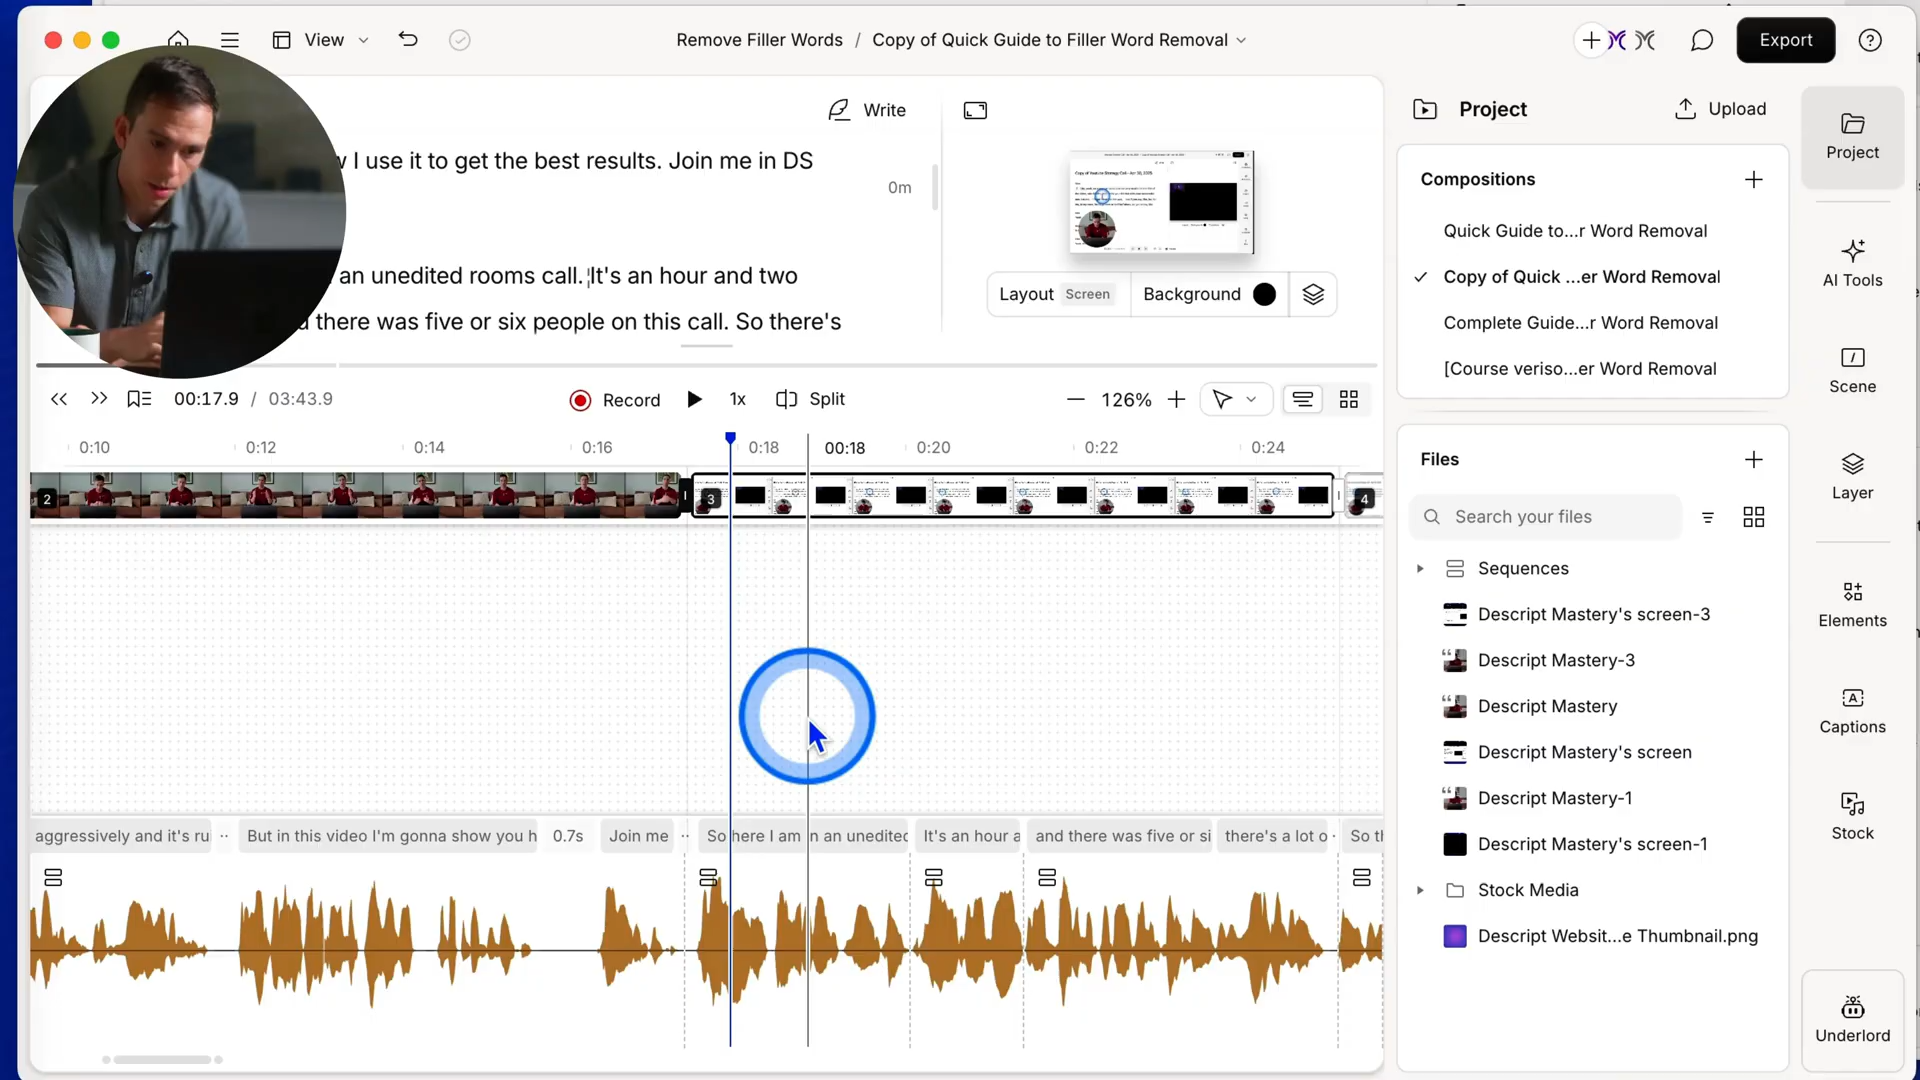 View
Remove Filler Words / Copy of Quick Guide to Filler Word Removal
Export
Write
I use it to get the best results. Join me in DS
0m
an unedited rooms call. It's an hour and two
there was five or six people on this call. So there's
Layout Screen
Background
Project
Upload
Compositions
Quick Guide to...r Word Removal
Copy of Quick ...er Word Removal
Complete Guide...r Word Removal
[Course veriso...er Word Removal
Project
AI Tools
Scene
Layer
Elements
Captions
Stock
Underlord
00:17.9 / 03:43.9
Record
1x
Split
126%
0:10
0:12
0:14
0:16
0:18
00:18
0:20
0:22
0:24
2
3
4
Files
Search your files
Sequences
Descript Mastery's screen-3
Descript Mastery-3
Descript Mastery
Descript Mastery's screen
Descript Mastery-1
Descript Mastery's screen-1
Stock Media
Descript Websit...e Thumbnail.png
aggressively and it's ru
But in this video I'm gonna show you h
0.7s
Join me
So here I am in an unedited
It's an hour a
and there was five or si
there's a lot o
So th